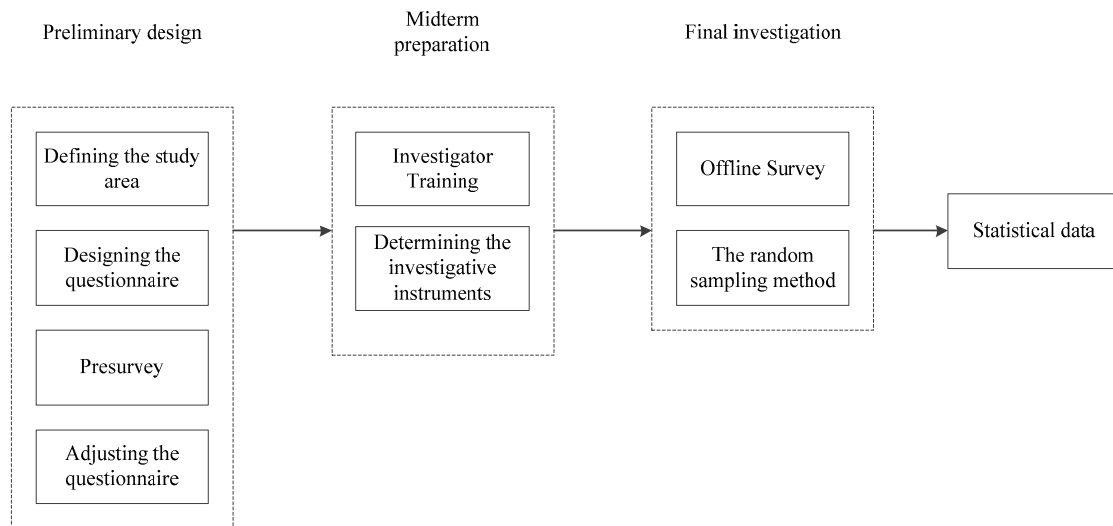 Preliminary design
Midterm
preparation
Final investigation
Defining the study
area
Designing the
questionnaire
Presurvey
Adjusting the
questionnaire
Investigator
Training
Determining the
investigative
instruments
Offline Survey
The random
sampling method
Statistical data